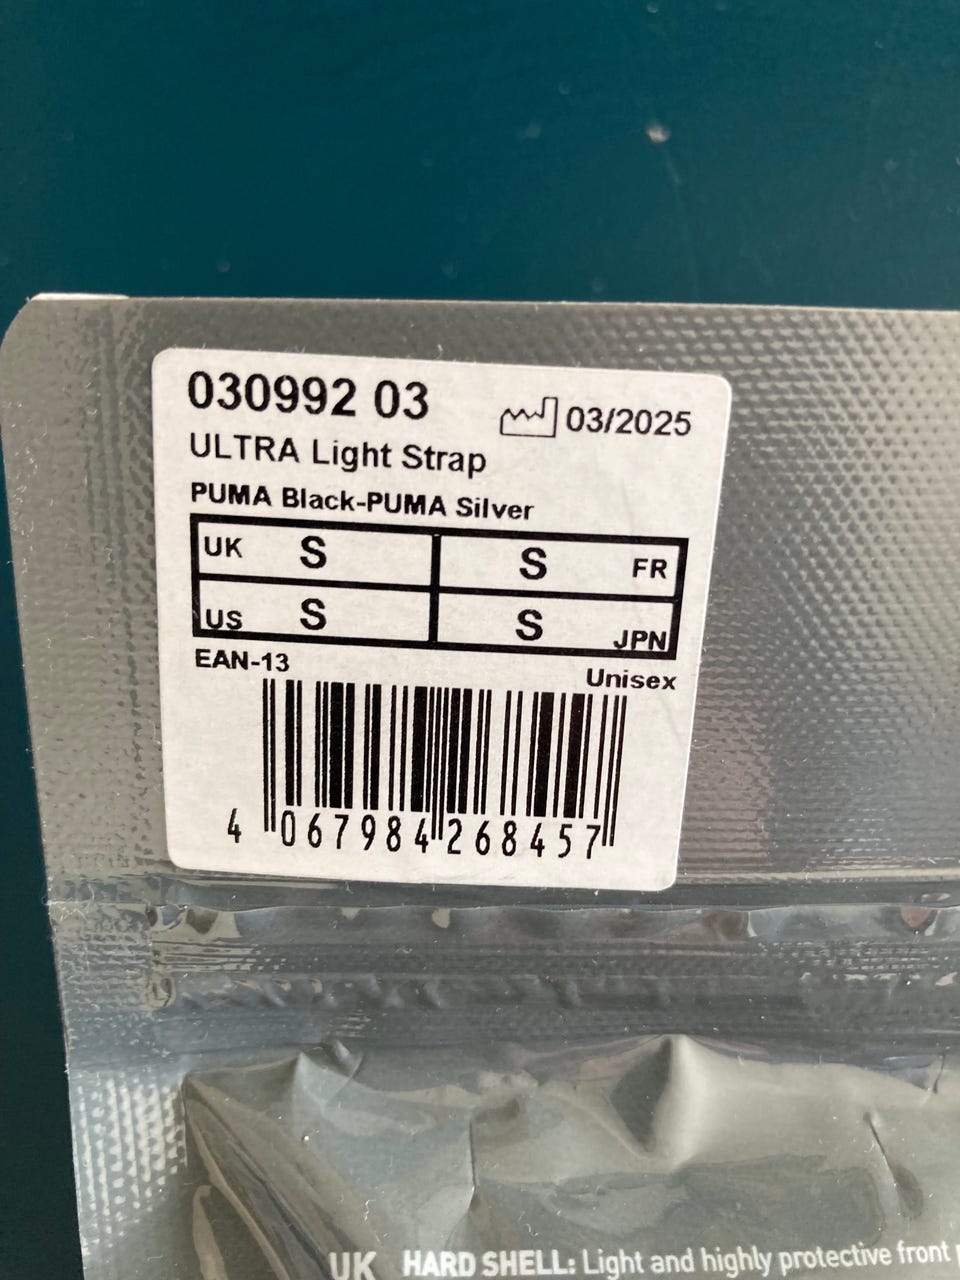 030992 03
03/2025
ULTRA Light Strap
PUMA Black-PUMA Silver
UK S S FR
US S S JPN
EAN-13 Unisex
4 067984 268457
UK HARD SHELL: Light and highly protective front